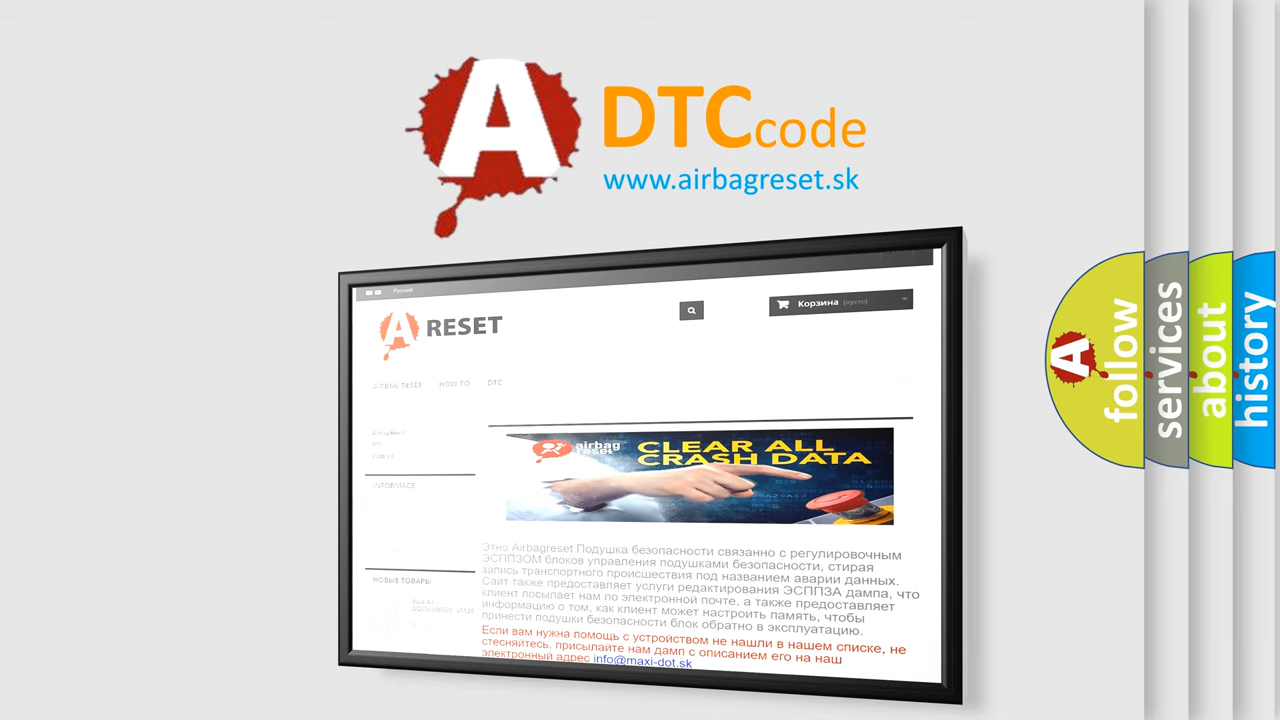 A
DTCcode
www.airbagreset.sk
Русский
A RESET
Корзина (пусто)
AIRBAG RESET HOW TO DTC
INFORMACE
НОВЫЕ ТОВАРЫ
airbag
reset
CLEAR ALL
CRASH DATA
Этно Airbagreset Подушка безопасности связанно с регулировочным
ЭСППЗОМ блоков управления подушками безопасности, стирая
запись транспортного происшествия под названием аварии данных.
Сайт также предоставляет услуги редактирования ЭСППЗА дампа, что
клиент посылает нам по электронной почте, а также предоставляет
информацию о том, как клиент может настроить память, чтобы
принести подушки безопасности блок обратно в эксплуатацию.
Если вам нужна помощь с устройством не нашли в нашем списке, не
стесняйтесь, присылайте нам дамп с описанием его на наш
электронный адрес info@maxi-dot.sk
A
follow
services
about
history